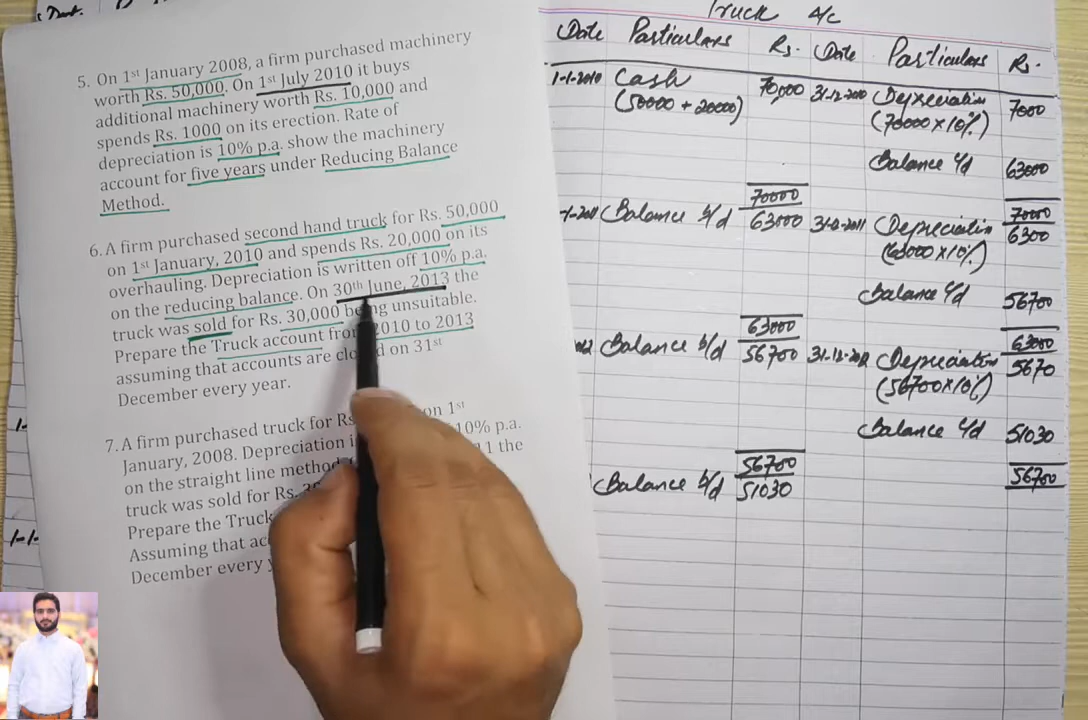 5. On 1st January 2008, a firm purchased machinery
worth Rs. 50,000. On 1st July 2010 it buys
additional machinery worth Rs. 10,000 and
spends Rs. 1000 on its erection. Rate of
depreciation is 10% p.a. show the machinery
account for five years under Reducing Balance
Method.
6. A firm purchased second hand truck for Rs. 50,000
on 1st January, 2010 and spends Rs. 20,000 on its
overhauling. Depreciation is written off 10% p.a.
on the reducing balance. On 30th June, 2013 the
truck was sold for Rs. 30,000 being unsuitable.
Prepare the Truck account from 2010 to 2013
assuming that accounts are closed on 31st
December every year.
7. A firm purchased truck for Rs on 1st
January, 2008. Depreciation 10% p.a.
on the straight line method the
truck was sold for Rs.
Prepare the Truck
Assuming that ac
December every
Truck A/C
Date Particulars Rs. Date Particulars Rs.
1-1-2010 Cash 70,000 31-12-2010 Depreciation 7000
(50000 + 20000) (70000 x 10%)
Balance c/d 63000
70000 70000
-1-2011 Balance b/d 63000 31-12-2011 Depreciation 6300
(63000 x 10%)
Balance c/d 56700
63000 63000
Balance b/d 56700 31-12-2012 Depreciation 5670
(56700 x 10%)
Balance c/d 51030
56700 56700
Balance b/d 51030